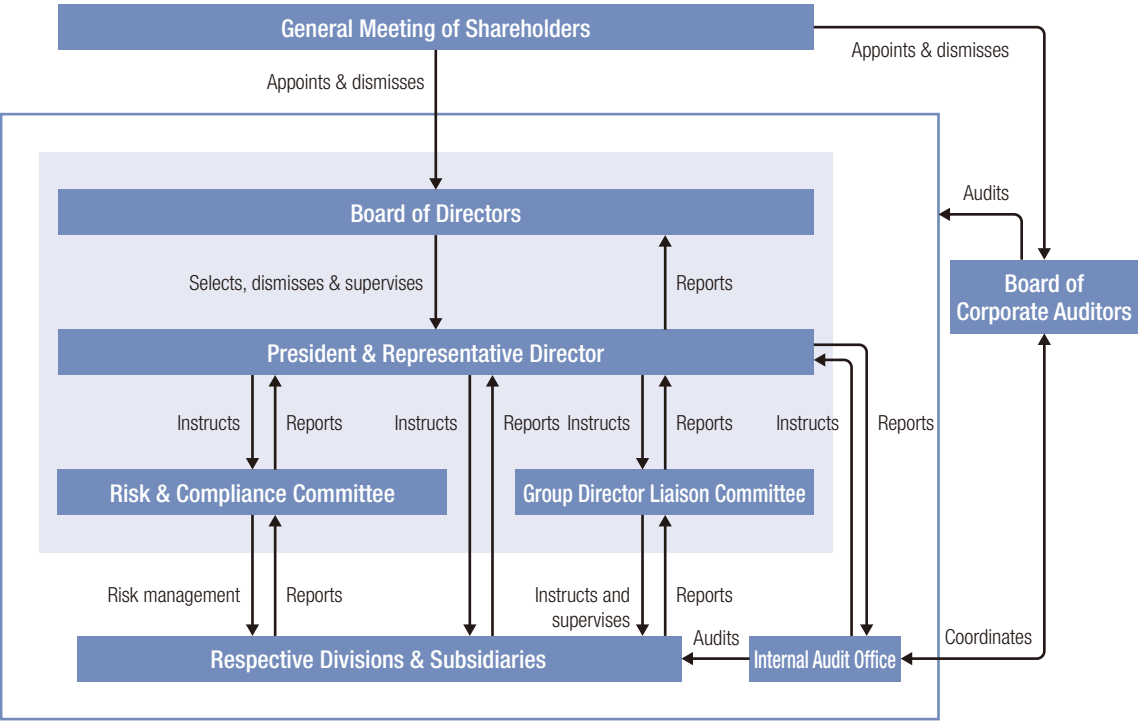 General Meeting of Shareholders
Appoints & dismisses
Appoints & dismisses
Board of Directors
Audits
Selects, dismisses & supervises
Reports
Board of
Corporate Auditors
President & Representative Director
Instructs
Reports
Instructs
Reports
Instructs
Reports
Instructs
Reports
Risk & Compliance Committee
Group Director Liaison Committee
Risk management
Reports
Instructs and
supervises
Reports
Audits
Coordinates
Respective Divisions & Subsidiaries
Internal Audit Office